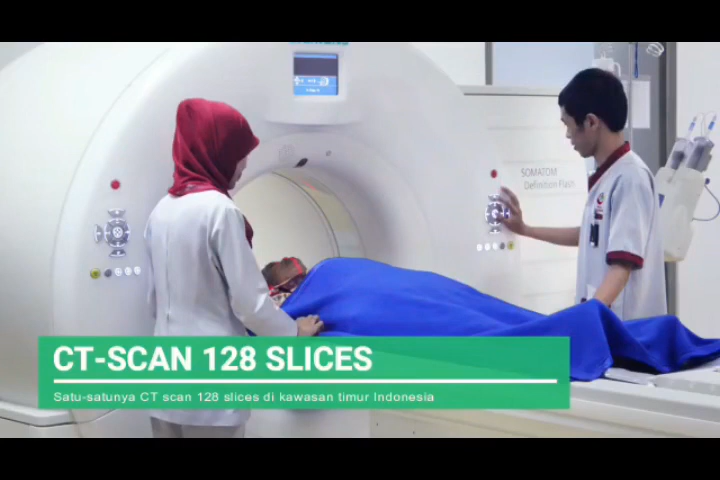 SOMATOM
Definition Flash
CT-SCAN 128 SLICES
Satu-satunya CT scan 128 slices di kawasan timur Indonesia